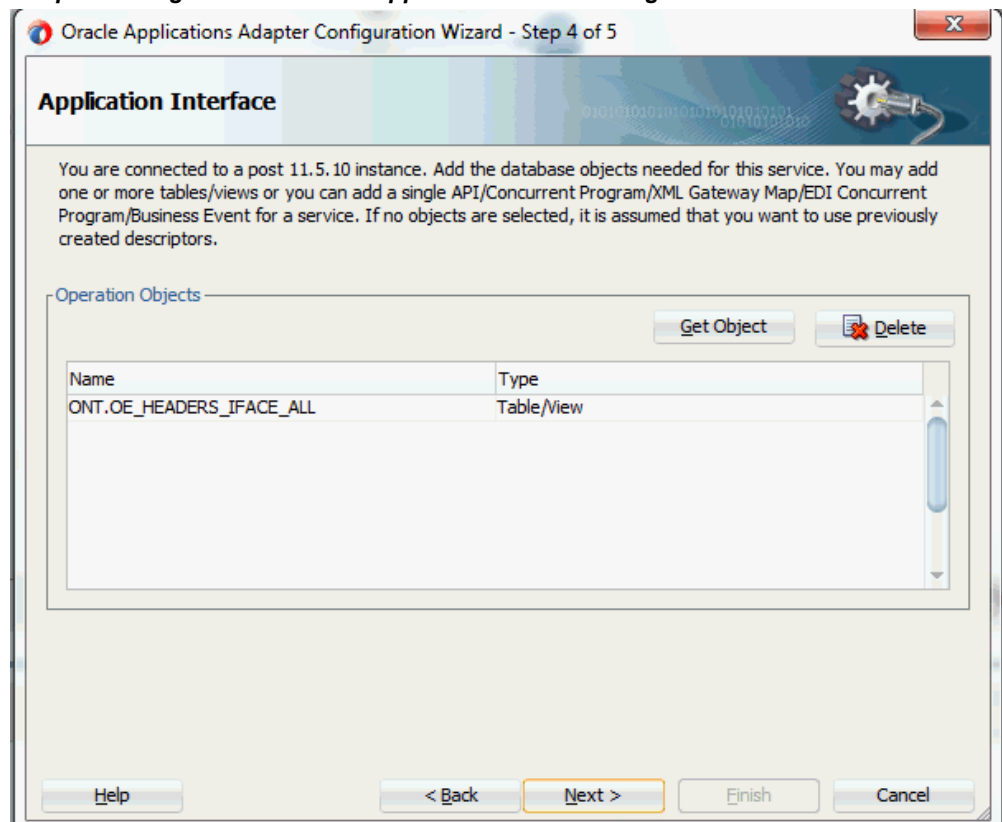 Oracle Applications Adapter Configuration Wizard - Step 4 of 5
X
Application Interface
You are connected to a post 11.5.10 instance. Add the database objects needed for this service. You may add
one or more tables/views or you can add a single API/Concurrent Program/XML Gateway Map/EDI Concurrent
Program/Business Event for a service. If no objects are selected, it is assumed that you want to use previously
created descriptors.
Operation Objects
Get Object Delete
Name Type
ONT.OE_HEADERS_IFACE_ALL Table/View
Help < Back Next > Finish Cancel